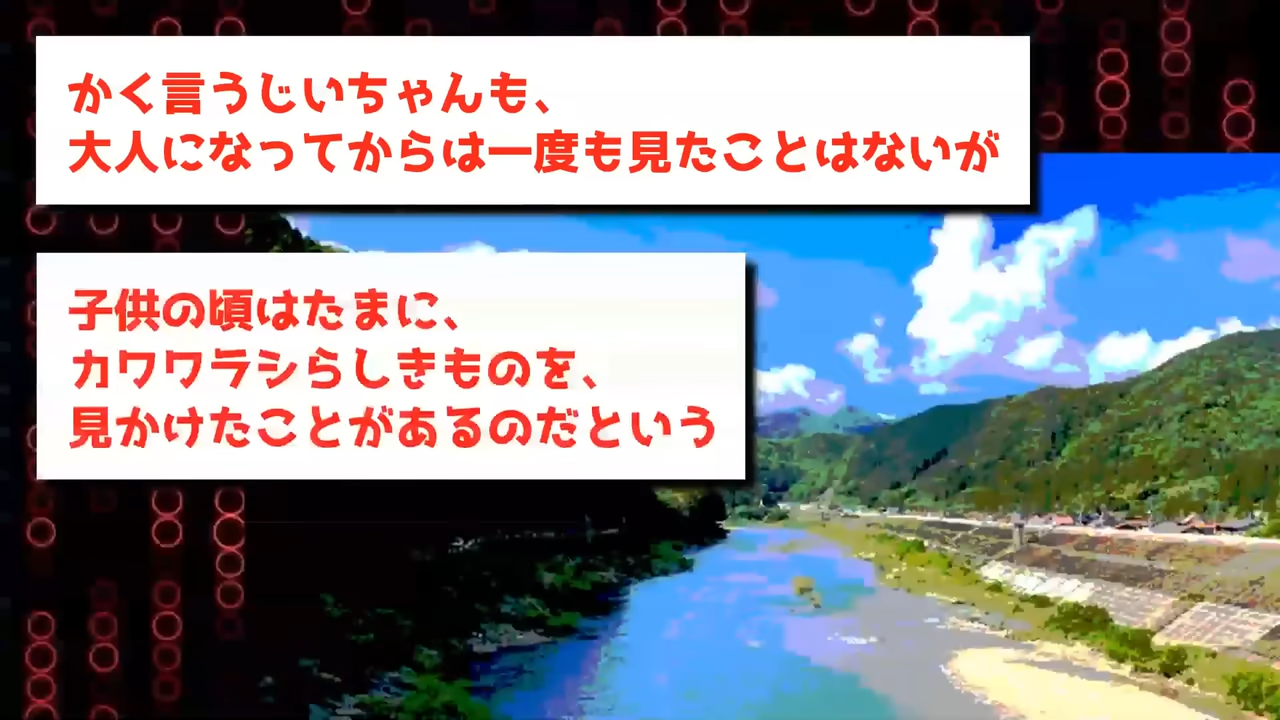 かく言うじいちゃんも、
大人になってからは一度も見たことはないが
子供の頃はたまに、
カワワラシらしきものを、
見かけたことがあるのだという